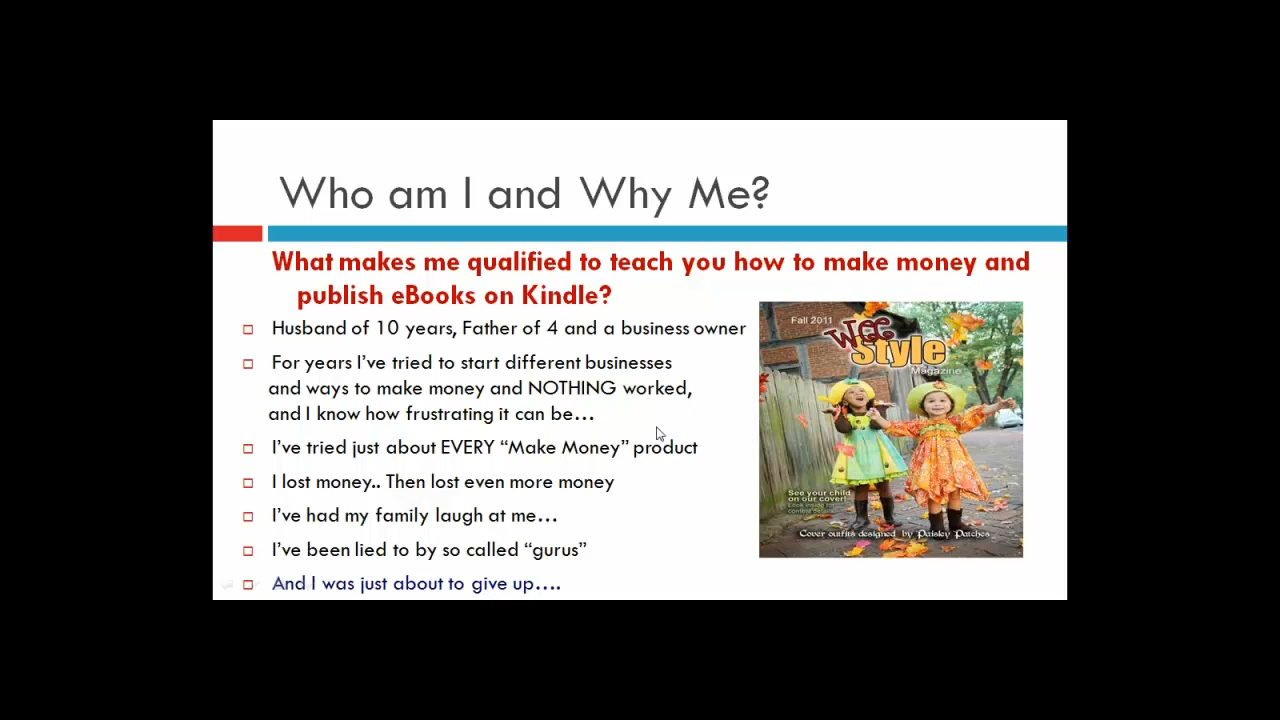 Who am I and Why Me?
What makes me qualified to teach you how to make money and
publish eBooks on Kindle?
Husband of 10 years, Father of 4 and a business owner
For years I've tried to start different businesses
and ways to make money and NOTHING worked,
and I know how frustrating it can be...
I've tried just about EVERY “Make Money” product
I lost money.. Then lost even more money
I've had my family laugh at me...
I've been lied to by so called “gurus”
And I was just about to give up....
Fall 2011
Wee
Style
Magazine
See your child
on our cover!
Look inside for
contest details
Cover outfits designed by Paisley Patches